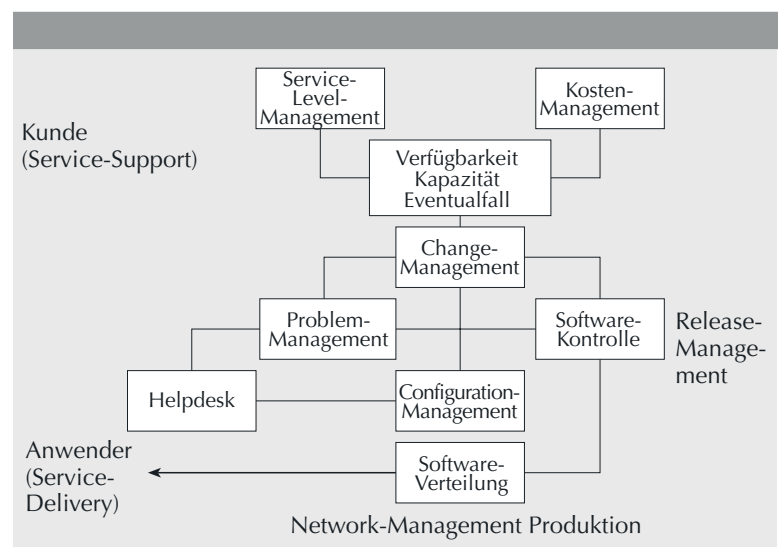 Service-
Level-
Management
Kosten-
Management
Kunde
(Service-Support)
Verfügbarkeit
Kapazität
Eventualfall
Change-
Management
Problem-
Management
Software-
Kontrolle
Release-
Manage-
ment
Helpdesk
Configuration-
Management
Anwender
(Service-
Delivery)
Software-
Verteilung
Network-Management Produktion